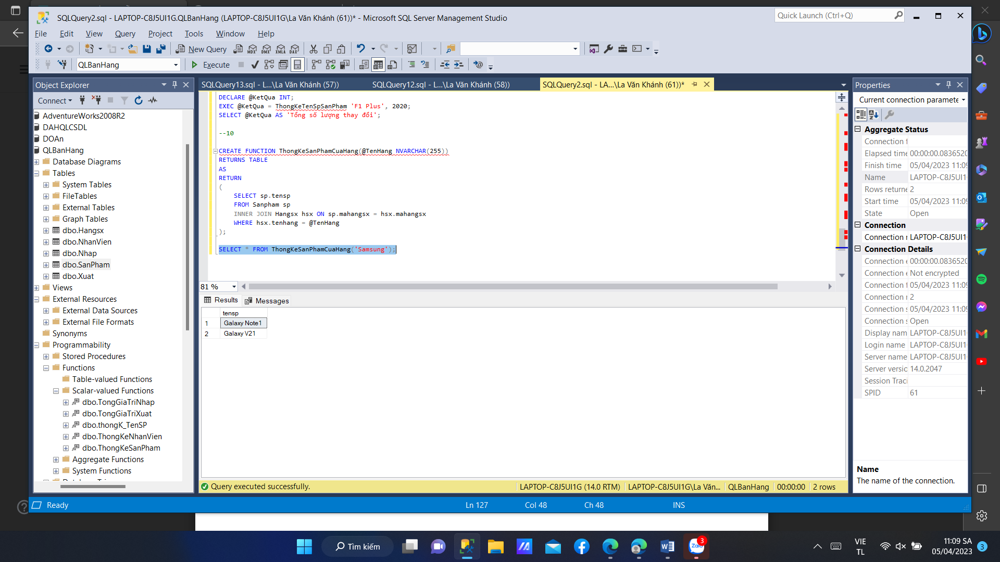 SQLQuery2.sql - LAPTOP-C8J5UI1G.QLBanHang (LAPTOP-C8J5UI1G\La Văn Khánh (61))* - Microsoft SQL Server Management Studio
Quick Launch (Ctrl+Q)
File Edit View Query Project Tools Window Help
New Query
MDX DMX XMLA DAX
QLBanHang
Execute
Object Explorer
Connect
AdventureWorks2008R2
DAHQLCSDL
DOAn
QLBanHang
Database Diagrams
Tables
System Tables
FileTables
External Tables
Graph Tables
dbo.Hangsx
dbo.NhanVien
dbo.Nhap
dbo.SanPham
dbo.Xuat
Views
External Resources
External Data Sources
External File Formats
Synonyms
Programmability
Stored Procedures
Functions
Table-valued Functions
Scalar-valued Functions
dbo.TongGiaTriNhap
dbo.TongGiaTriXuat
dbo.thongK_TenSP
dbo.ThongKeNhanVien
dbo.ThongKeSanPham
Aggregate Functions
System Functions
SQLQuery13.sql - L...\La Văn Khánh (57))
SQLQuery12.sql - L...\La Văn Khánh (58))
SQLQuery2.sql - LA...\La Văn Khánh (61))*
DECLARE @KetQua INT;
EXEC @KetQua = ThongKeTenSpSanPham 'F1 Plus', 2020;
SELECT @KetQua AS 'Tổng số lượng thay đổi';
--10
CREATE FUNCTION ThongKeSanPhamCuaHang(@TenHang NVARCHAR(255))
RETURNS TABLE
AS
RETURN
(
SELECT sp.tensp
FROM Sanpham sp
INNER JOIN Hangsx hsx ON sp.mahangsx = hsx.mahangsx
WHERE hsx.tenhang = @TenHang
);
SELECT * FROM ThongKeSanPhamCuaHang('Samsung');
81 %
Results
Messages
tensp
1 Galaxy Note1
2 Galaxy V21
Query executed successfully.
LAPTOP-C8J5UI1G (14.0 RTM)
LAPTOP-C8J5UI1G\La Văn...
QLBanHang
00:00:00
2 rows
Properties
Current connection paramete
Aggregate Status
Connection f
Elapsed time 00:00:00.0836520
Finish time 05/04/2023 11:09
Name LAPTOP-C8J5UI1
Rows returne 2
Start time 05/04/2023 11:09
State Open
Connection
Connection r LAPTOP-C8J5UI1
Connection Details
Connection e 00:00:00.0836520
Connection e Not encrypted
Connection f 05/04/2023 11:09
Connection r 2
Connection s 05/04/2023 11:09
Connection s Open
Display nam LAPTOP-C8J5UI1
Login name LAPTOP-C8J5UI1
Server name LAPTOP-C8J5UI1
Server versic 14.0.2047
Session Traci
SPID 61
Name
The name of the connection.
Ready
Ln 127
Col 48
Ch 48
INS
Tìm kiếm
Zalo
3
VIE
TL
11:09 SA
05/04/2023
3